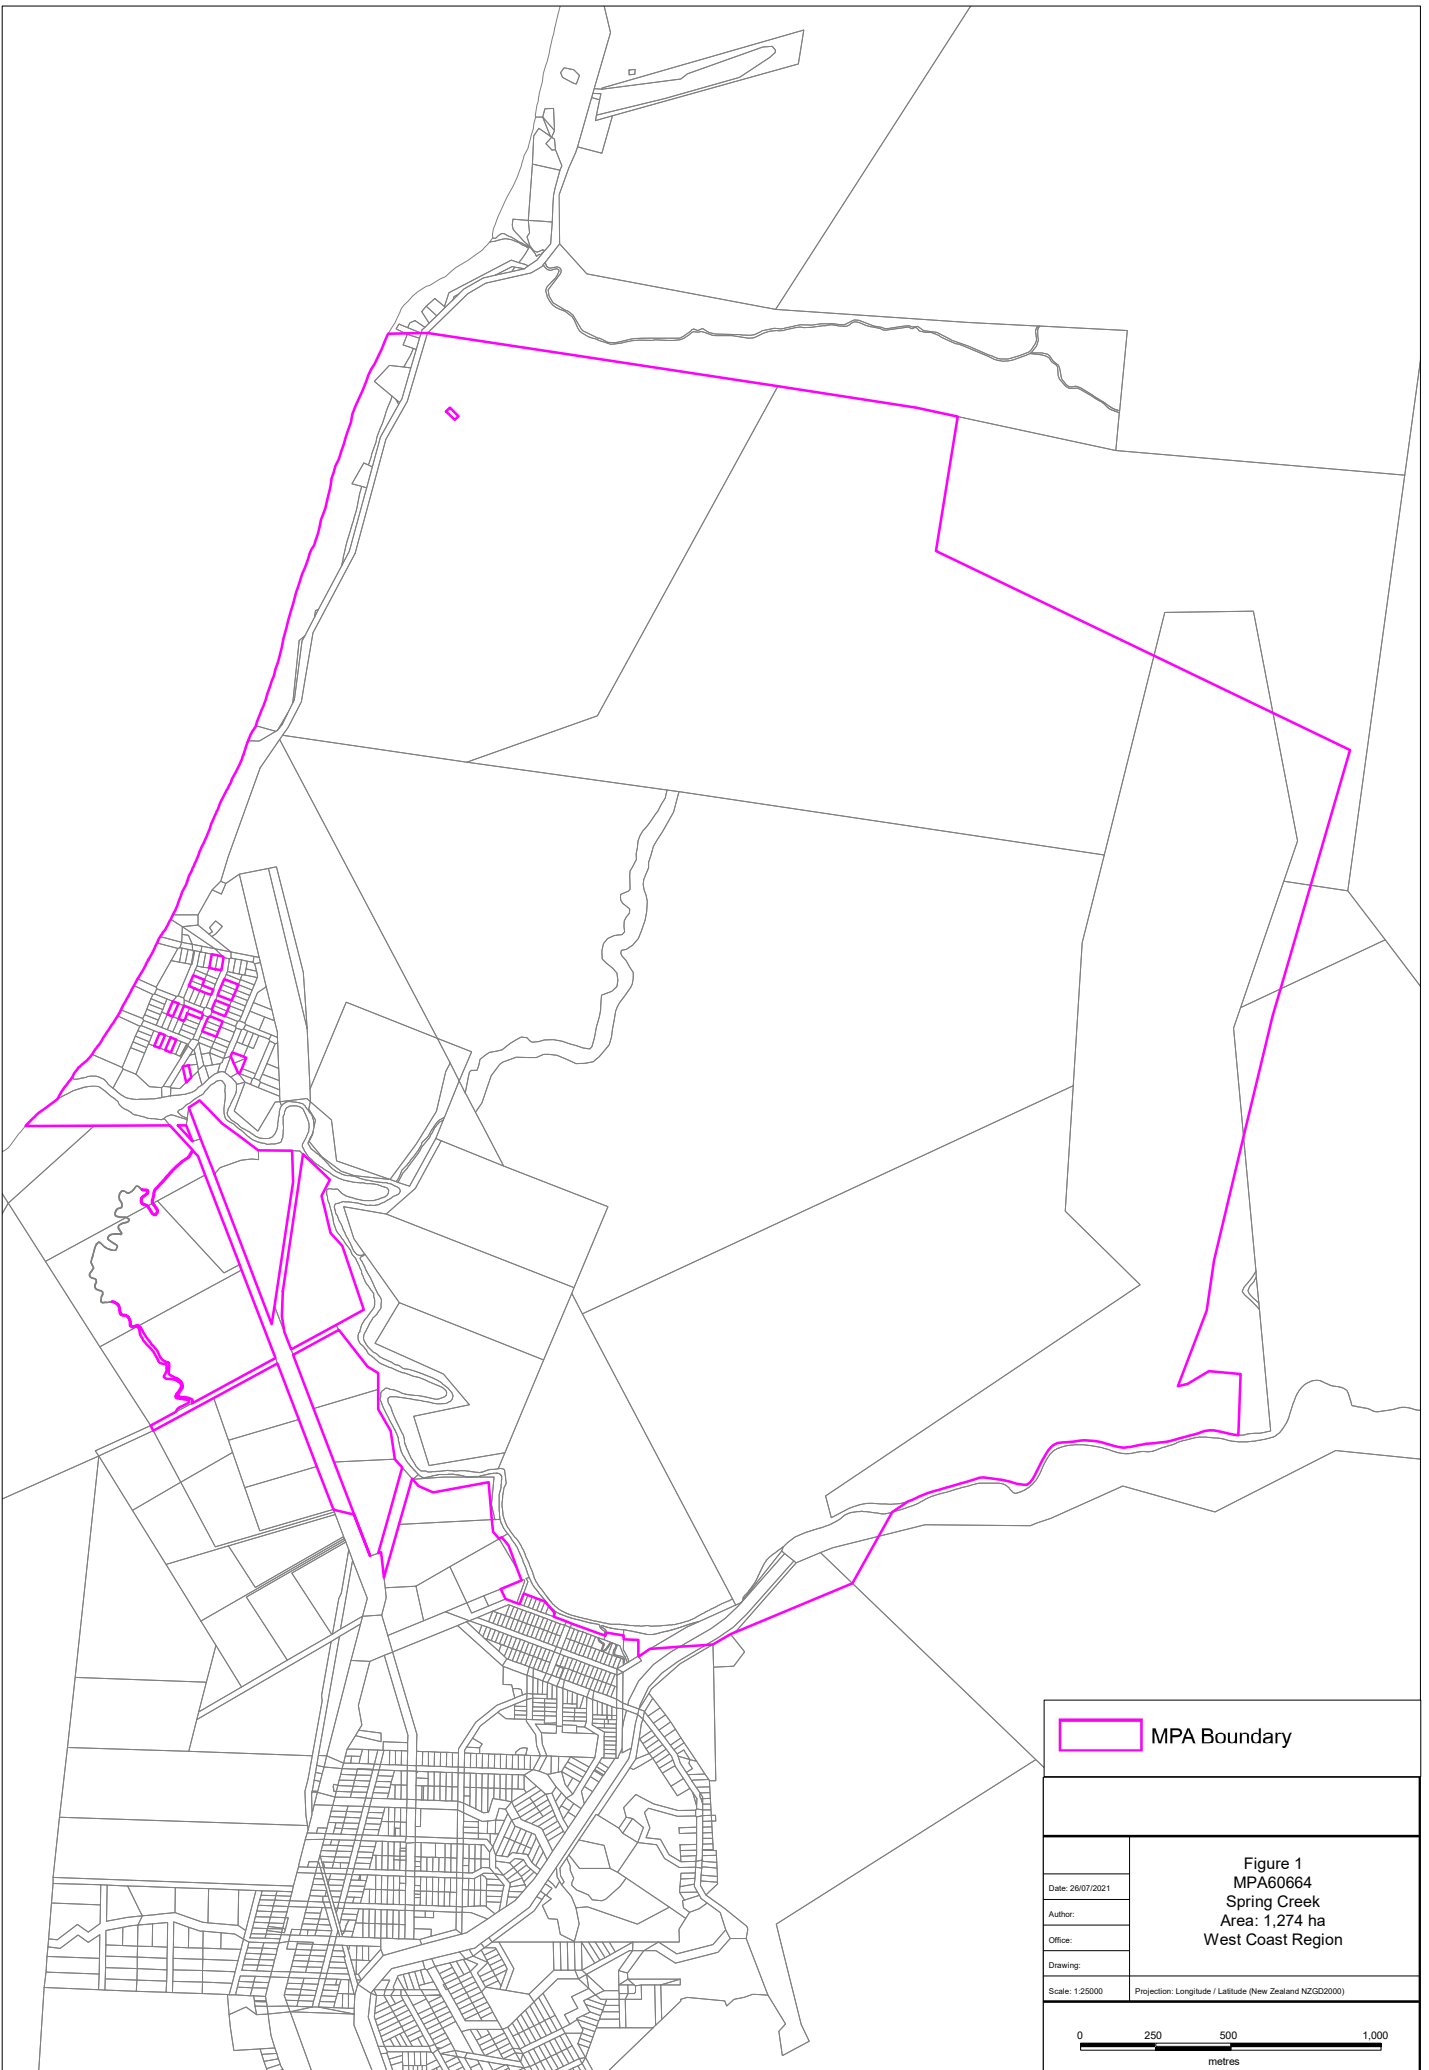 MPA Boundary
Figure 1
MPA60664
Spring Creek
Area: 1,274 ha
West Coast Region
Date: 26/07/2021
Author:
Office:
Drawing:
Scale: 1:25000
Projection: Longitude / Latitude (New Zealand NZGD2000)
0 250 500 1,000
metres